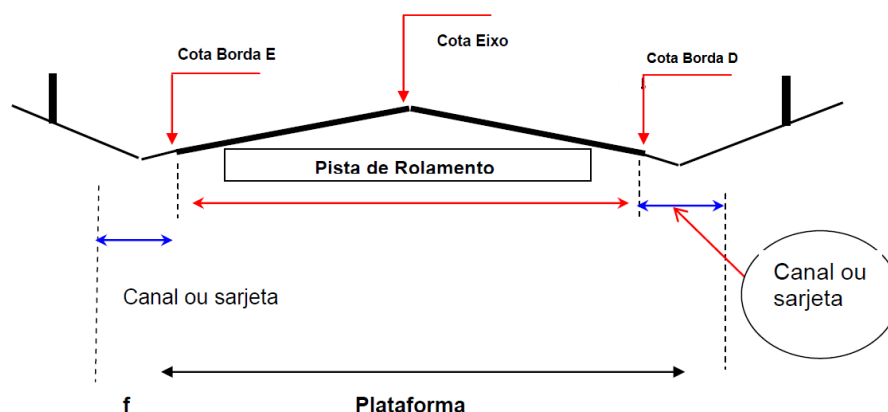 Cota Eixo
Cota Borda E
Cota Borda D
Pista de Rolamento
Canal ou
sarjeta
Canal ou sarjeta
f
Plataforma